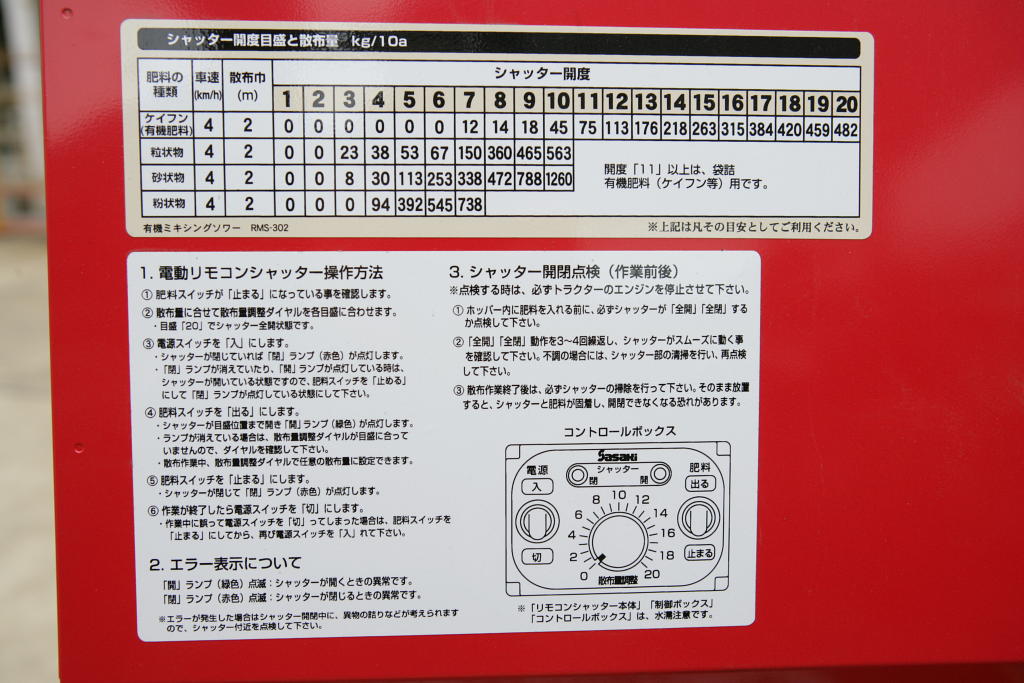 シャッター開度目盛と散布量 kg/10a
肥料の種類 車速(km/h) 散布巾(m) シャッター開度
1 2 3 4 5 6 7 8 9 10 11 12 13 14 15 16 17 18 19 20
ケイフン(有機肥料) 4 2 0 0 0 0 0 0 12 14 18 45 75 113 176 218 263 315 384 420 459 482
粒状物 4 2 0 0 23 38 53 67 150 360 465 563
砂状物 4 2 0 0 8 30 113 253 338 472 788 1260
粉状物 4 2 0 0 0 94 392 545 738
開度「11」以上は、袋詰
有機肥料（ケイフン等）用です。
有機ミキシングソワー RMS-302
※上記は凡その目安としてご利用ください。
1. 電動リモコンシャッター操作方法
① 肥料スイッチが「止まる」になっている事を確認します。
② 散布量に合せて散布量調整ダイヤルを各目盛に合わせます。
・目盛「20」でシャッター全開状態です。
③ 電源スイッチを「入」にします。
・シャッターが閉じていれば「閉」ランプ（赤色）が点灯します。
・「閉」ランプが消えていたり、「開」ランプが点灯している時は、
シャッターが開いている状態ですので、肥料スイッチを「止める」
にして「閉」ランプが点灯している状態にして下さい。
④ 肥料スイッチを「出る」にします。
・シャッターが目盛位置まで開き「開」ランプ（緑色）が点灯します。
・ランプが消えている場合は、散布量調整ダイヤルが目盛に合って
いませんので、ダイヤルを確認して下さい。
・散布作業中、散布量調整ダイヤルで任意の散布量に設定できます。
⑤ 肥料スイッチを「止まる」にします。
・シャッターが閉じて「閉」ランプ（赤色）が点灯します。
⑥ 作業が終了したら電源スイッチを「切」にします。
・作業中に誤って電源スイッチを「切」ってしまった場合は、肥料スイッチを
「止まる」にしてから、再び電源スイッチを「入」れて下さい。
2. エラー表示について
「開」ランプ（緑色）点滅：シャッターが開くときの異常です。
「閉」ランプ（赤色）点滅：シャッターが閉じるときの異常です。
※エラーが発生した場合はシャッター開閉中に、異物の詰りなどが考えられます
ので、シャッター付近を点検して下さい。
3. シャッター開閉点検（作業前後）
※点検する時は、必ずトラクターのエンジンを停止させて下さい。
① ホッパー内に肥料を入れる前に、必ずシャッターが「全開」「全閉」する
か点検して下さい。
② 「全開」「全閉」動作を3〜4回繰返し、シャッターがスムーズに動く事
を確認して下さい。不調の場合には、シャッター部の清掃を行い、再点検
して下さい。
③ 散布作業終了後は、必ずシャッターの掃除を行って下さい。そのまま放置
すると、シャッターと肥料が固着し、開閉できなくなる恐れがあります。
コントロールボックス
Sasaki
電源 シャッター 肥料
入 閉 開 出る
0 2 4 6 8 10 12 14 16 18 20
切 止まる
散布量調整
※「リモコンシャッター本体」「制御ボックス」
「コントロールボックス」は、水濡注意です。